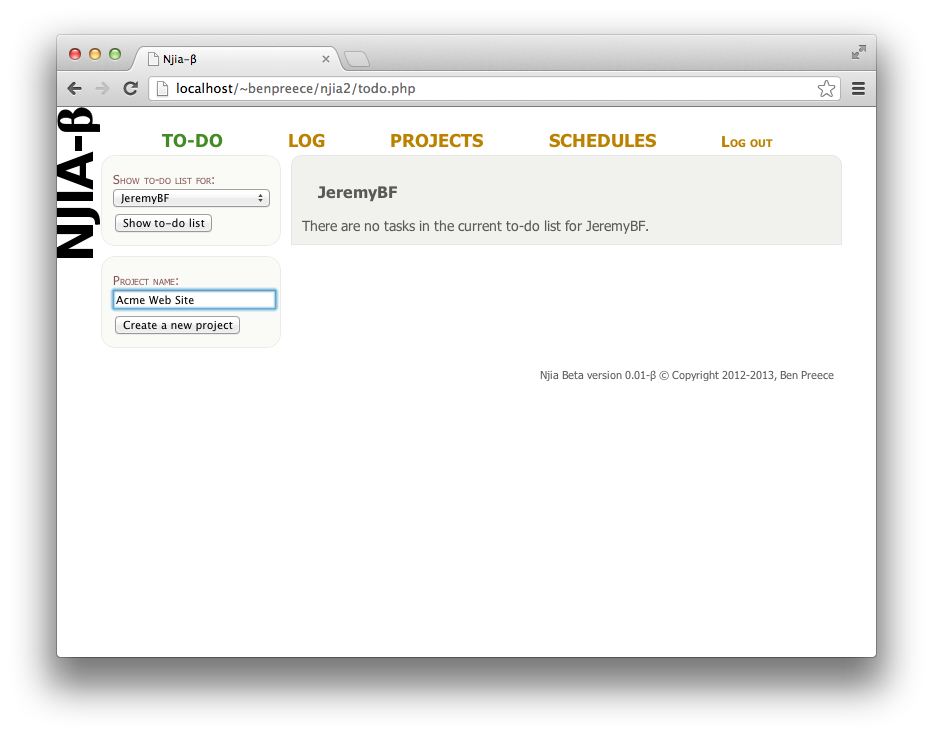 Njia-β
localhost/~benpreece/njia2/todo.php
NJIA-β
TO-DO LOG PROJECTS SCHEDULES LOG OUT
SHOW TO-DO LIST FOR:
JeremyBF
Show to-do list
JeremyBF
There are no tasks in the current to-do list for JeremyBF.
PROJECT NAME:
Acme Web Site
Create a new project
Njia Beta version 0.01-β © Copyright 2012-2013, Ben Preece